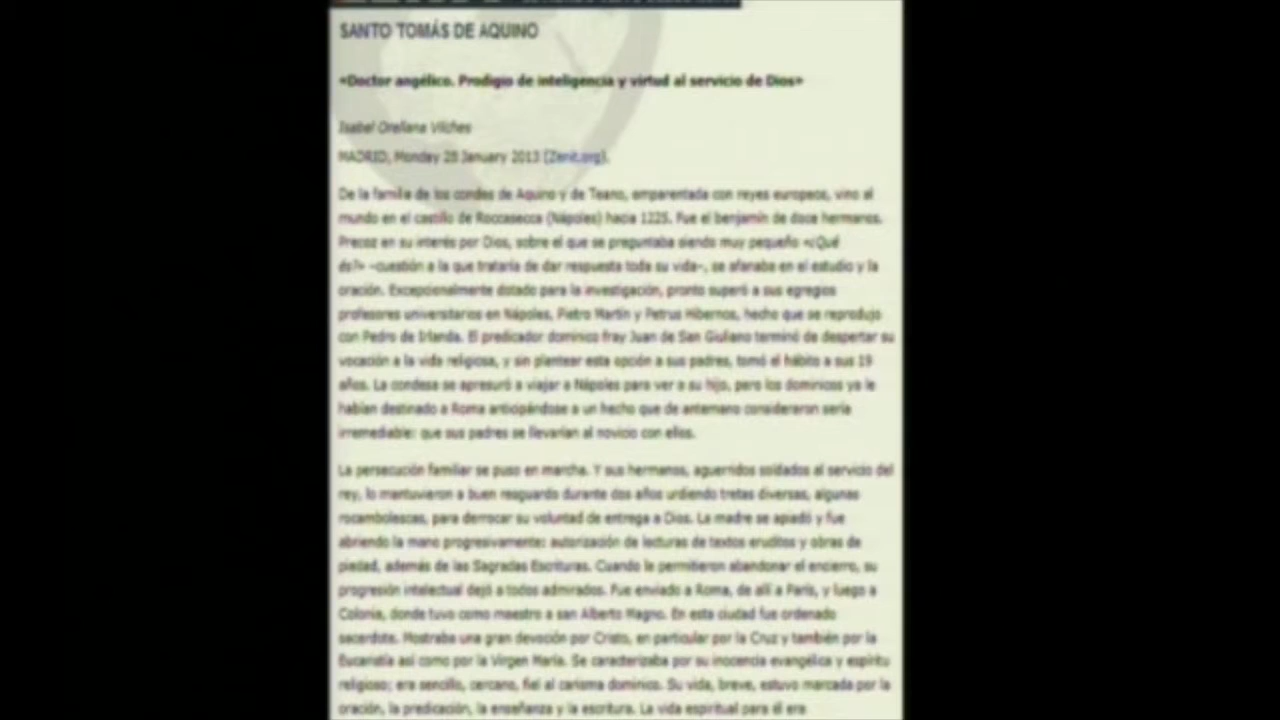 SANTO TOMÁS DE AQUINO
«Doctor angélico. Prodigio de inteligencia y virtud al servicio de Dios»
Isabel Orellana Vilches
MADRID, Monday 28 January 2013 (Zenit.org).
De la familia de los condes de Aquino y de Teano, emparentada con reyes europeos, vino al
mundo en el castillo de Roccasecca (Nápoles) hacia 1225. Fue el benjamín de doce hermanos.
Precoz en su interés por Dios, sobre el que se preguntaba siendo muy pequeño «¿Qué
és?» –cuestión a la que trataría de dar respuesta toda su vida–, se afanaba en el estudio y la
oración. Excepcionalmente dotado para la investigación, pronto superó a sus egregios
profesores universitarios en Nápoles, Pietro Martín y Petrus Hibernos, hecho que se reprodujo
con Pedro de Irlanda. El predicador dominico fray Juan de San Giuliano terminó de despertar su
vocación a la vida religiosa, y sin plantear esta opción a sus padres, tomó el hábito a sus 19
años. La condesa se apresuró a viajar a Nápoles para ver a su hijo, pero los dominicos ya le
habían destinado a Roma anticipándose a un hecho que de antemano consideraron sería
irremediable: que sus padres se llevarían al novicio con ellos.
La persecución familiar se puso en marcha. Y sus hermanos, aguerridos soldados al servicio del
rey, lo mantuvieron a buen resguardo durante dos años urdiendo tretas diversas, algunas
rocambolescas, para derrocar su voluntad de entrega a Dios. La madre se apiadó y fue
abriendo la mano progresivamente: autorización de lecturas de textos eruditos y obras de
piedad, además de las Sagradas Escrituras. Cuando le permitieron abandonar el encierro, su
progresión intelectual dejó a todos admirados. Fue enviado a Roma, de allí a París, y luego a
Colonia, donde tuvo como maestro a san Alberto Magno. En esta ciudad fue ordenado
sacerdote. Mostraba una gran devoción por Cristo, en particular por la Cruz y también por la
Eucaristía así como por la Virgen María. Se caracterizaba por su inocencia evangélica y espíritu
religioso; era sencillo, cercano, fiel al carisma dominico. Su vida, breve, estuvo marcada por la
oración, la predicación, la enseñanza y la escritura. La vida espiritual para él era